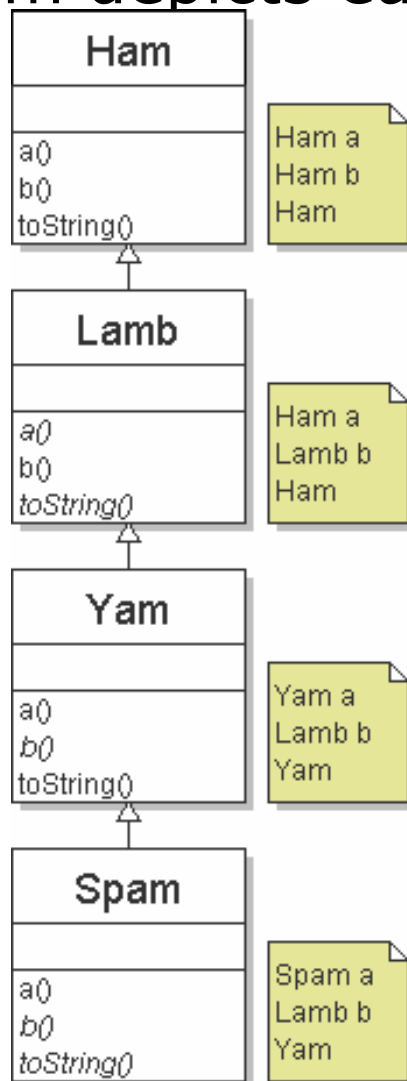 Ham
a()
b()
toString()
Ham a
Ham b
Ham
Lamb
a()
b()
toString()
Ham a
Lamb b
Ham
Yam
a()
b()
toString()
Yam a
Lamb b
Yam
Spam
a()
b()
toString()
Spam a
Lamb b
Yam